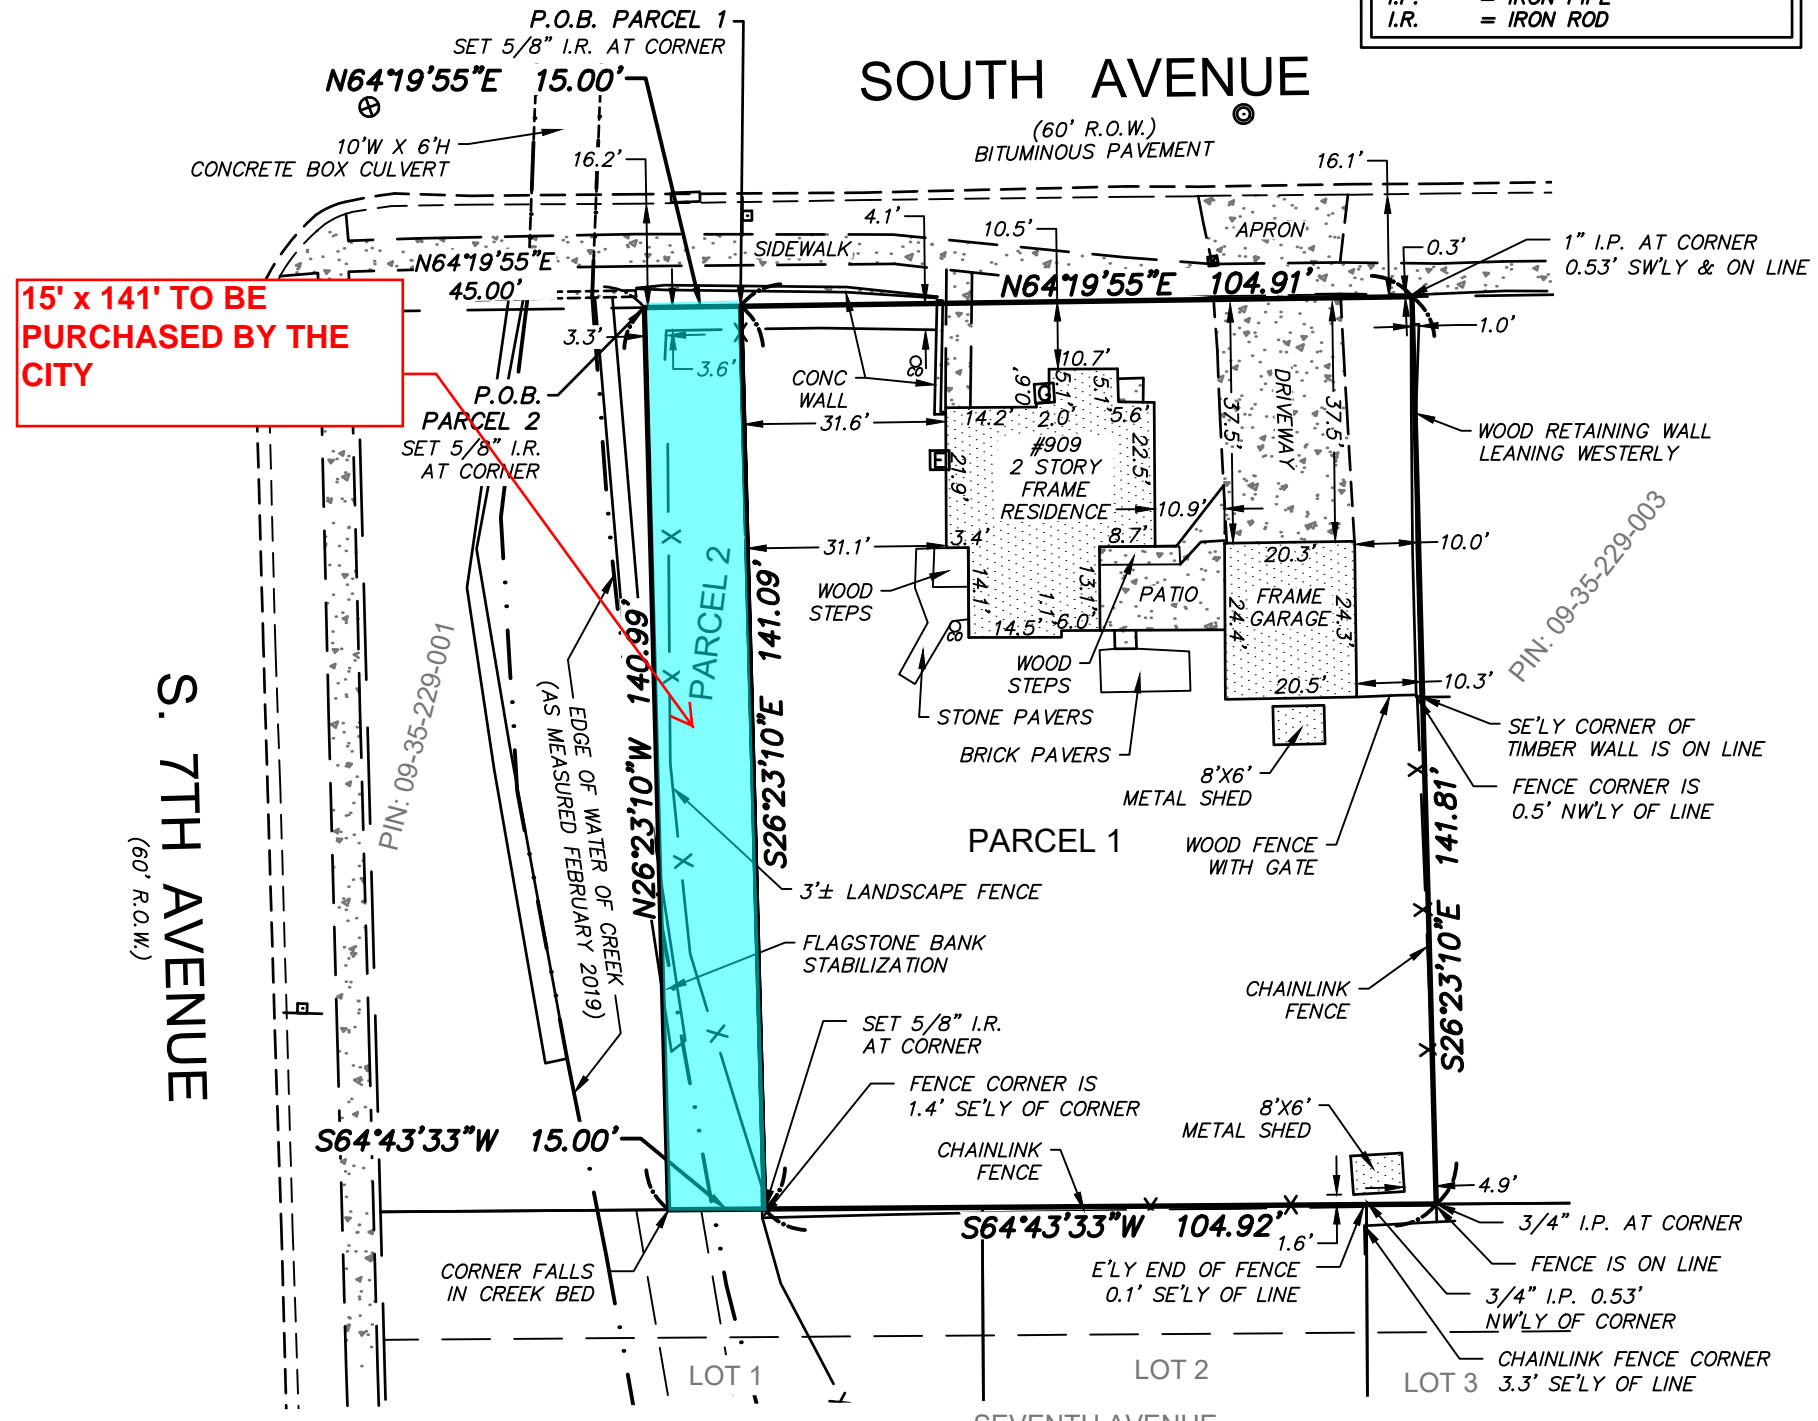 I.R. = IRON ROD
P.O.B. PARCEL 1
SET 5/8" I.R. AT CORNER
N64°19'55"E 15.00'
SOUTH AVENUE
(60' R.O.W.)
BITUMINOUS PAVEMENT
10'W X 6'H
CONCRETE BOX CULVERT
16.2'
16.1'
4.1'
10.5'
APRON
SIDEWALK
0.3'
1" I.P. AT CORNER
0.53' SW'LY & ON LINE
N64°19'55"E
45.00'
N64°19'55"E 104.91'
15' x 141' TO BE
PURCHASED BY THE
CITY
3.3'
3.6'
1.0'
P.O.B.
PARCEL 2
SET 5/8" I.R.
AT CORNER
CONC
WALL
8"
10.7'
9.0'
5.1'
5.1'
14.2'
2.0'
5.6'
31.6'
#909
2 STORY
FRAME
RESIDENCE
21.9'
22.5'
DRIVEWAY
37.5'
37.5'
WOOD RETAINING WALL
LEANING WESTERLY
10.9'
31.1'
3.4'
8.7'
20.3'
10.0'
PIN: 09-35-229-003
WOOD
STEPS
14.1'
13.1'
PATIO
FRAME
GARAGE
24.4'
24.3'
8"
14.5'
1.1'
6.0'
WOOD
STEPS
20.5'
10.3'
STONE PAVERS
BRICK PAVERS
SE'LY CORNER OF
TIMBER WALL IS ON LINE
8'X6'
METAL SHED
FENCE CORNER IS
0.5' NW'LY OF LINE
PARCEL 2
N26°23'10"W 140.99'
S26°23'10"E 141.09'
S. 7TH AVENUE
(60' R.O.W.)
PIN: 09-35-229-001
EDGE OF WATER OF CREEK
(AS MEASURED FEBRUARY 2019)
PARCEL 1
WOOD FENCE
WITH GATE
S26°23'10"E 141.81'
3'± LANDSCAPE FENCE
FLAGSTONE BANK
STABILIZATION
CHAINLINK
FENCE
SET 5/8" I.R.
AT CORNER
FENCE CORNER IS
1.4' SE'LY OF CORNER
8'X6'
METAL SHED
S64°43'33"W 15.00'
CHAINLINK
FENCE
4.9'
S64°43'33"W 104.92'
1.6'
3/4" I.P. AT CORNER
FENCE IS ON LINE
CORNER FALLS
IN CREEK BED
E'LY END OF FENCE
0.1' SE'LY OF LINE
3/4" I.P. 0.53'
NW'LY OF CORNER
CHAINLINK FENCE CORNER
3.3' SE'LY OF LINE
LOT 1
LOT 2
LOT 3
SEVENTH AVENUE